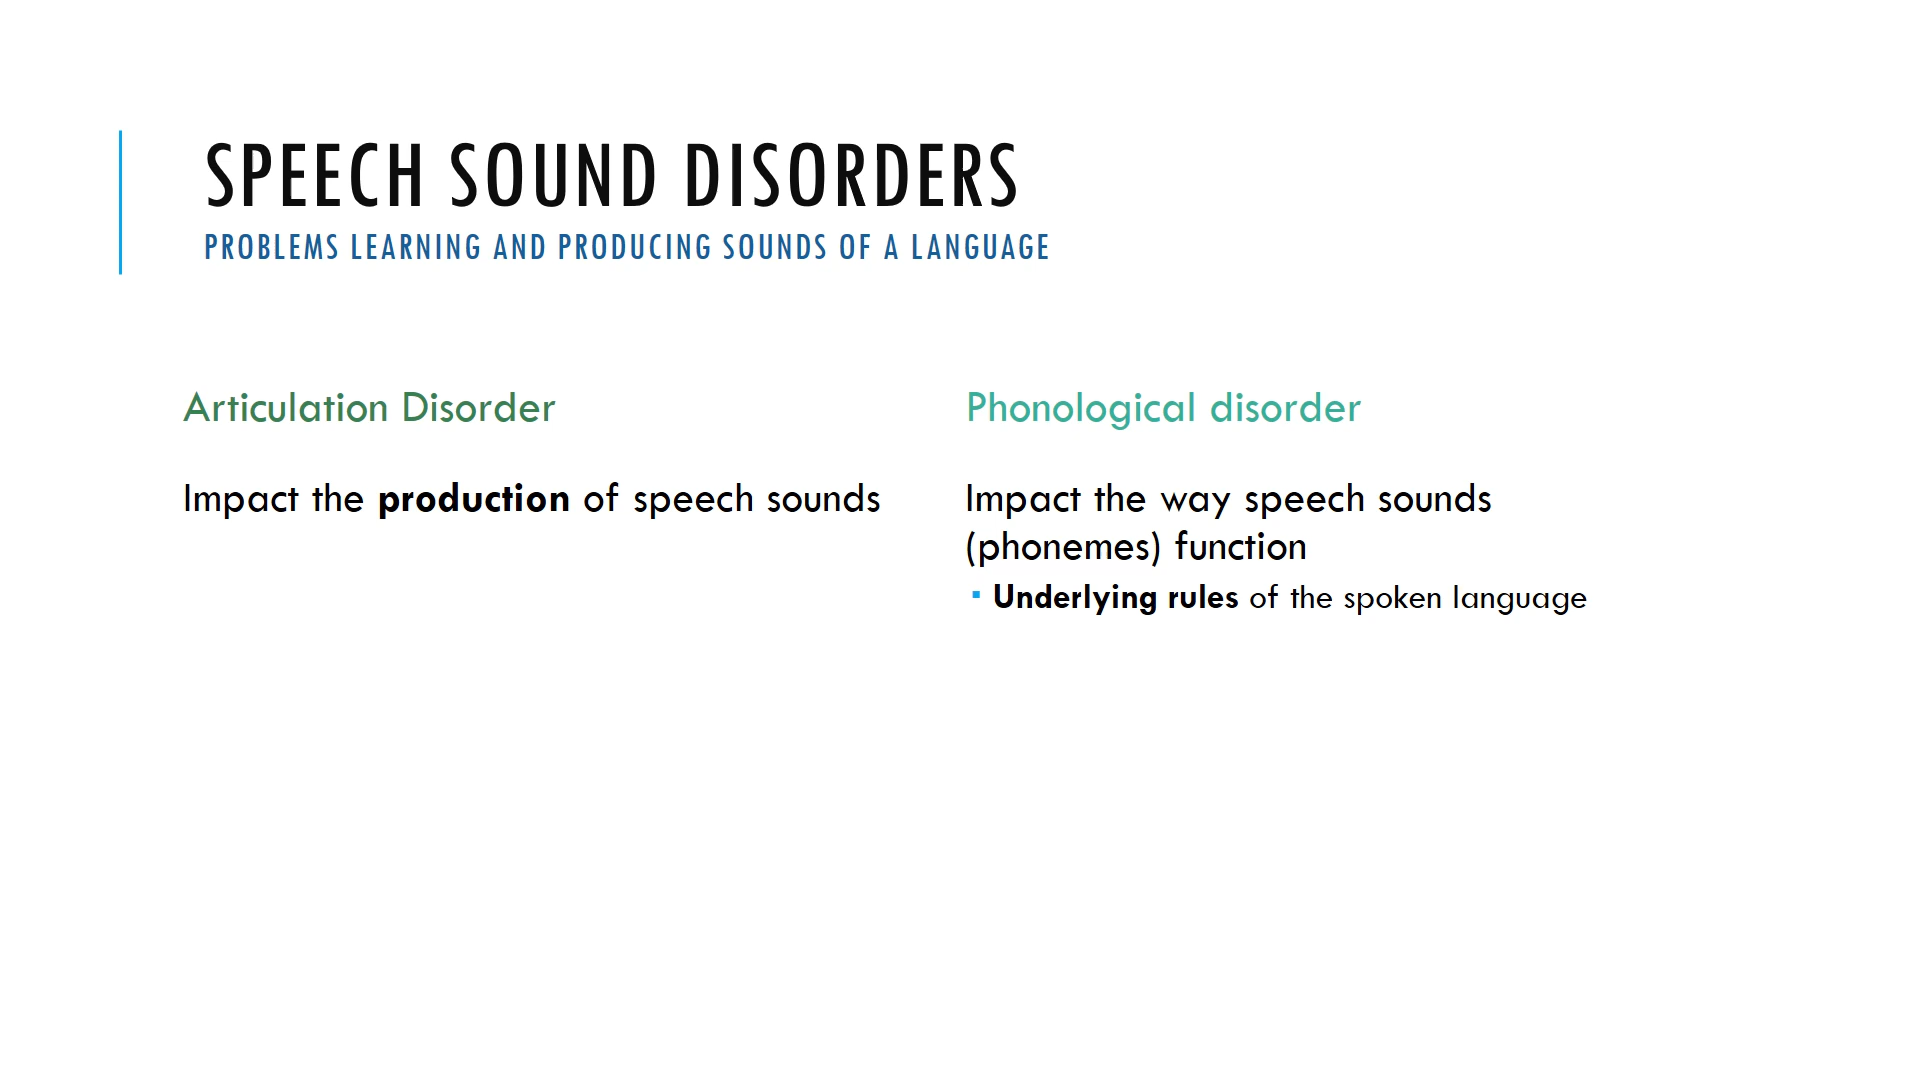 SPEECH SOUND DISORDERS
PROBLEMS LEARNING AND PRODUCING SOUNDS OF A LANGUAGE
Articulation Disorder
Impact the production of speech sounds
Phonological disorder
Impact the way speech sounds
(phonemes) function
▪ Underlying rules of the spoken language